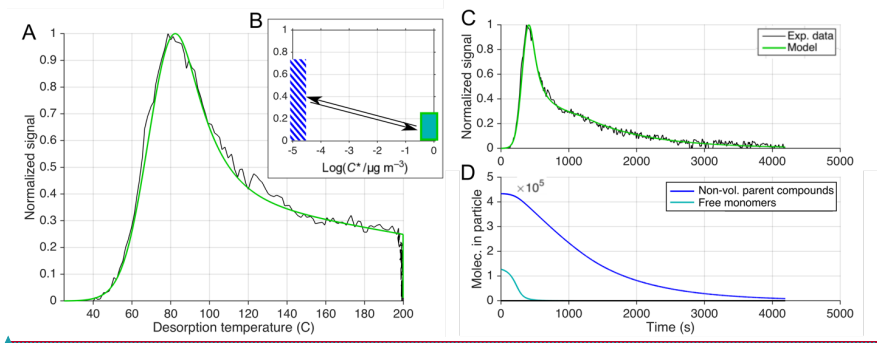 A
Normalized signal
1
0.9
0.8
0.7
0.6
0.5
0.4
0.3
0.2
0.1
0
40 60 80 100 120 140 160 180 200
Desorption temperature (C)
B
1
0.8
0.6
0.4
0.2
0
-5 -4 -3 -2 -1 0
Log(C*/μg m⁻³)
C
Normalized signal
1
0.8
0.6
0.4
0.2
0
Exp. data
Model
0 1000 2000 3000 4000 5000
D
Molec. in particle
×10⁵
5
4
3
2
1
0
Non-vol. parent compounds
Free monomers
0 1000 2000 3000 4000 5000
Time (s)